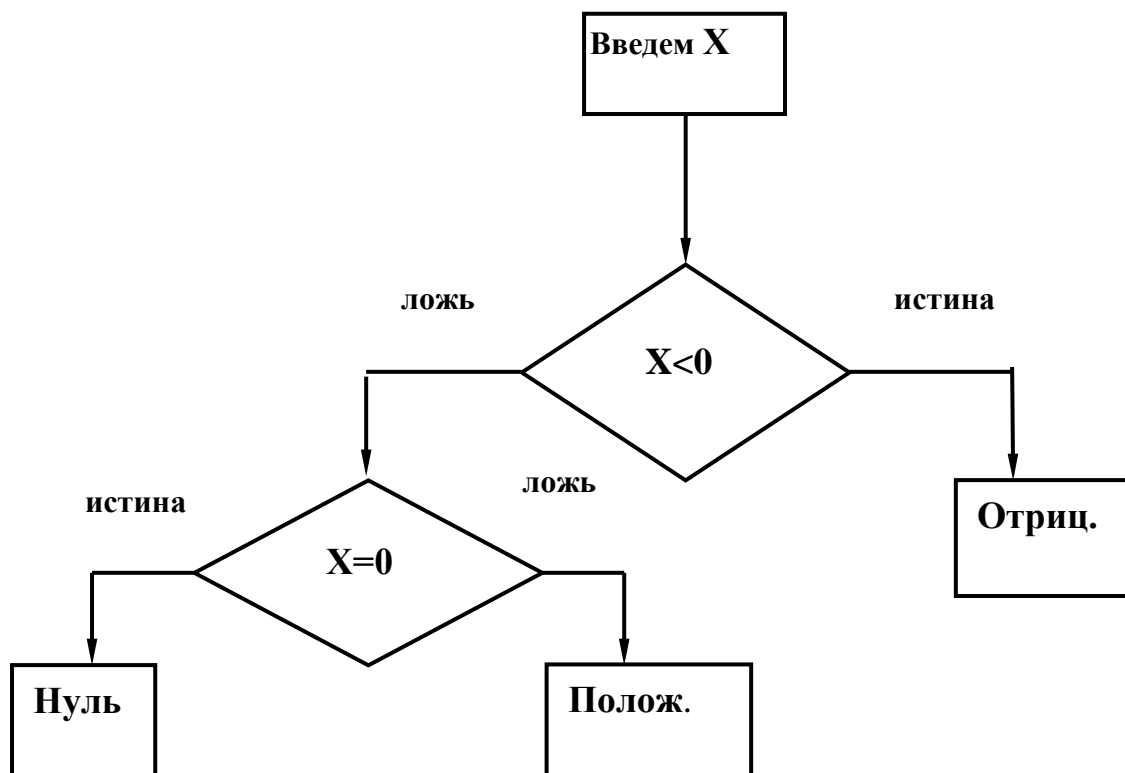 Введем X
ложь
истина
X<0
истина
ложь
X=0
Отриц.
Нуль
Полож.